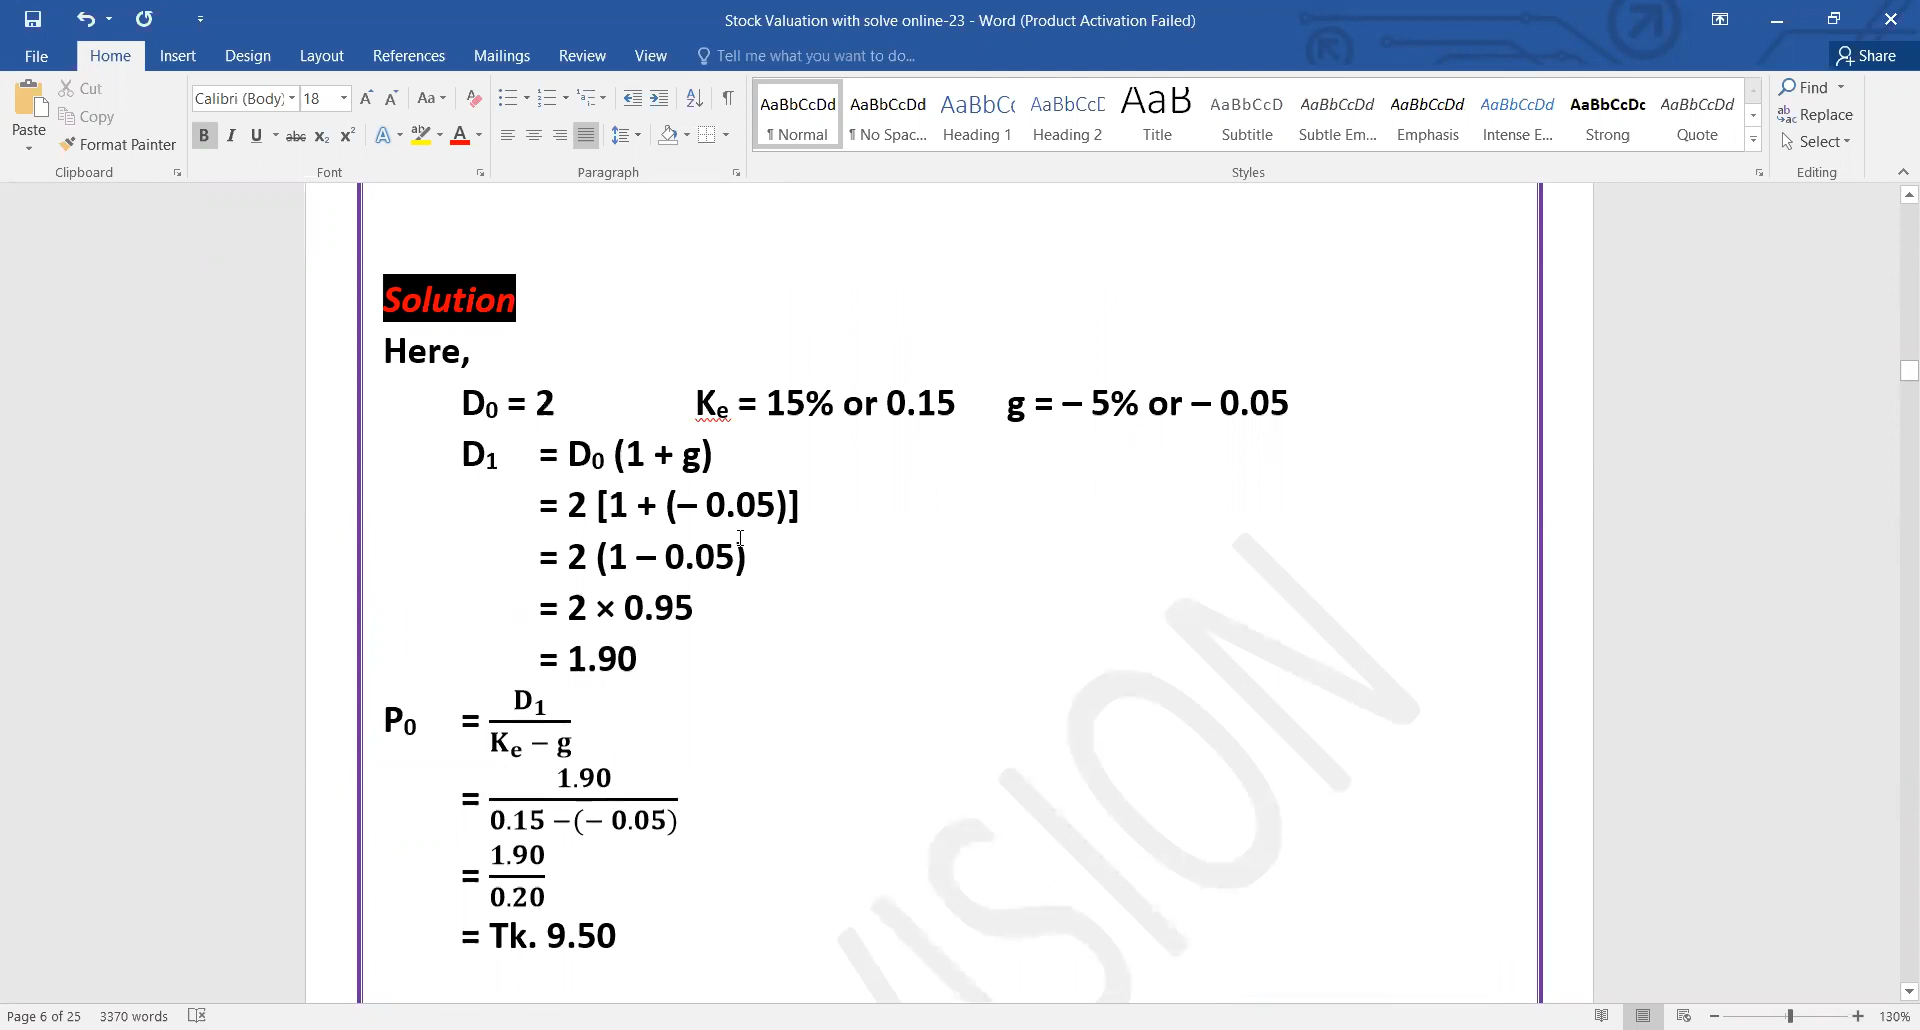 Stock Valuation with solve online-23 - Word (Product Activation Failed)
File Home Insert Design Layout References Mailings Review View Tell me what you want to do... Share
Paste
Cut
Copy
Format Painter
Clipboard
Calibri (Body) 18
Font
Paragraph
AaBbCcDd AaBbCcDd AaBbCc AaBbCcD AaB AaBbCcD AaBbCcDd AaBbCcDd AaBbCcDd AaBbCcDc AaBbCcDd
¶ Normal ¶ No Spac... Heading 1 Heading 2 Title Subtitle Subtle Em... Emphasis Intense E... Strong Quote
Styles
Find
Replace
Select
Editing
Solution
Here,
D₀ = 2 Kₑ = 15% or 0.15 g = – 5% or – 0.05
D₁ = D₀ (1 + g)
= 2 [1 + (– 0.05)]
= 2 (1 – 0.05)
= 2 × 0.95
= 1.90
P₀ = D₁ / Kₑ − g
= 1.90 / 0.15 −(− 0.05)
= 1.90 / 0.20
= Tk. 9.50
VISION
Page 6 of 25 3370 words 130%